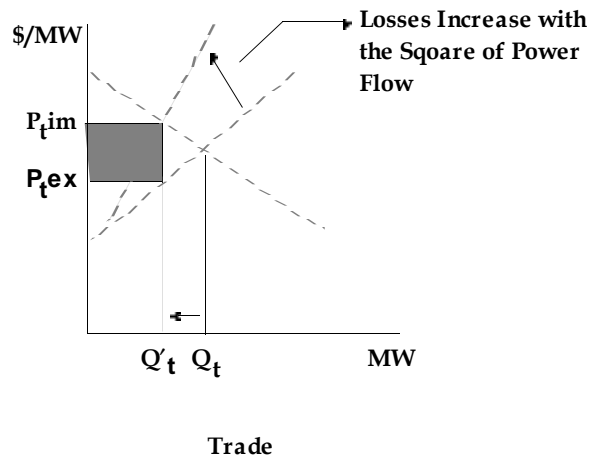 $/MW
Losses Increase with
the Sqoare of Power
Flow
Ptim
Ptex
Q't Qt MW
Trade